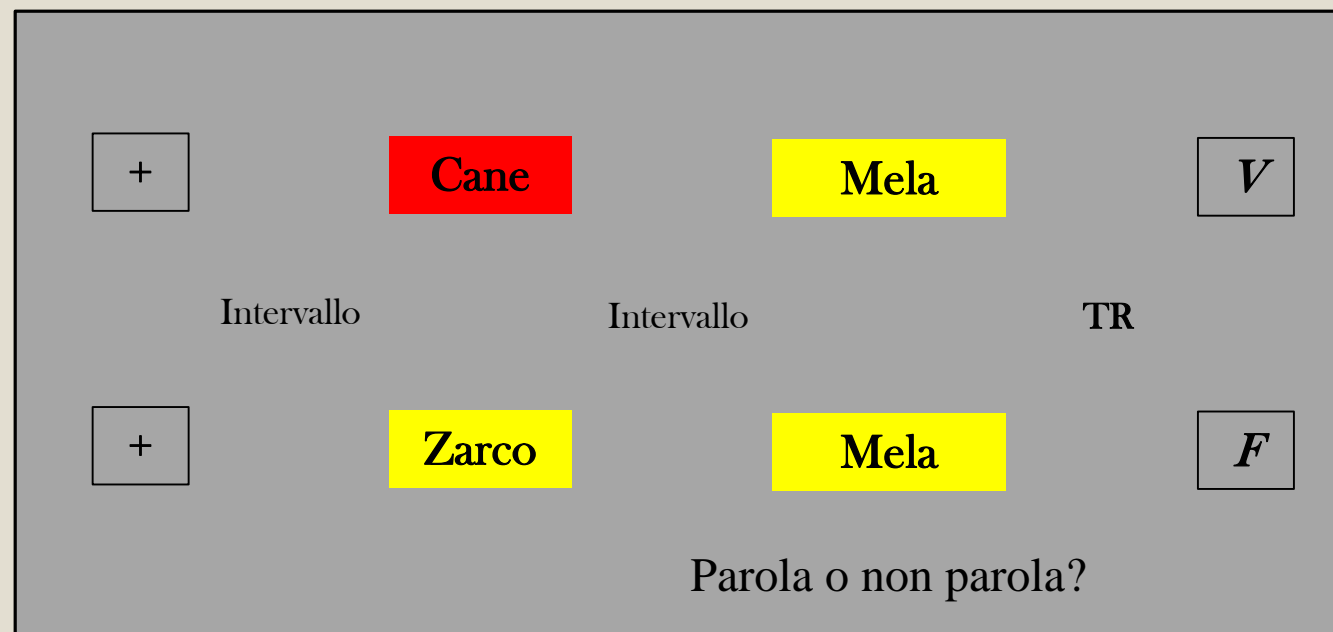 + Cane Mela V
Intervallo Intervallo TR
+ Zarco Mela F
Parola o non parola?